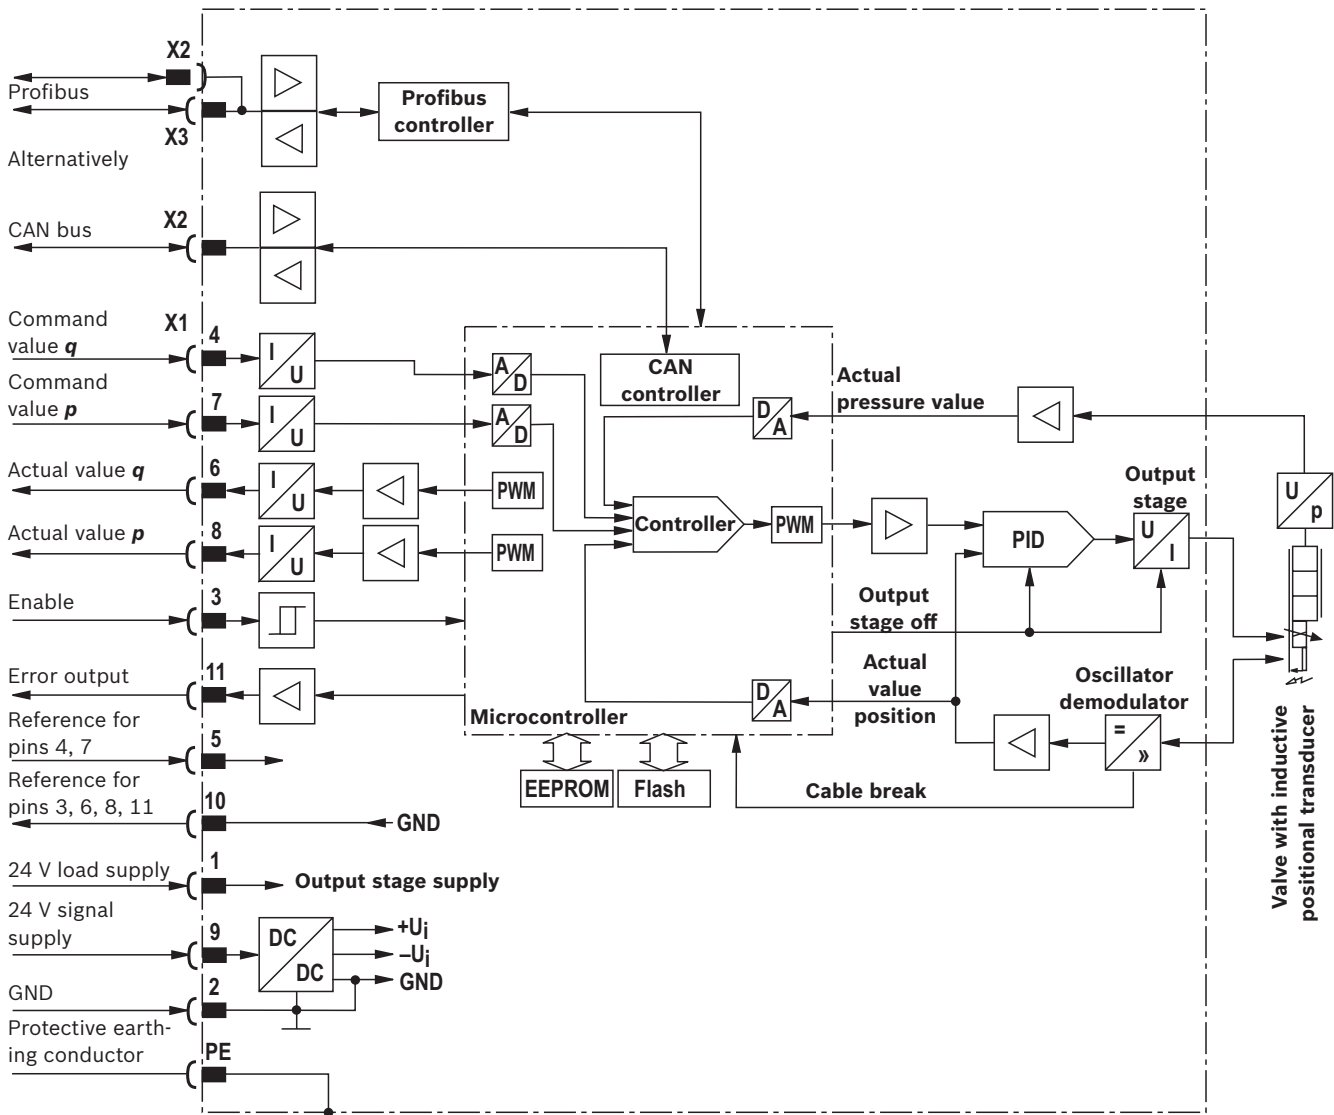 X2
Profibus
X3
Profibus
controller
Alternatively
X2
CAN bus
Command
value q
X1
4
I
U
A
D
CAN
controller
Command
value p
7
I
U
A
D
D
A
Actual
pressure value
Actual value q
6
I
U
PWM
Controller
PWM
PID
Output
stage
U
I
U
p
Actual value p
8
I
U
PWM
Enable
3
Output
stage off
Error output
11
Microcontroller
D
A
Actual
value
position
Oscillator
demodulator
=
»
Reference for
pins 4, 7
5
EEPROM
Flash
Cable break
Valve with inductive
positional transducer
Reference for
pins 3, 6, 8, 11
10
GND
24 V load supply
1
Output stage supply
24 V signal
supply
9
DC
DC
+Ui
–Ui
GND
GND
2
Protective earth-
ing conductor
PE